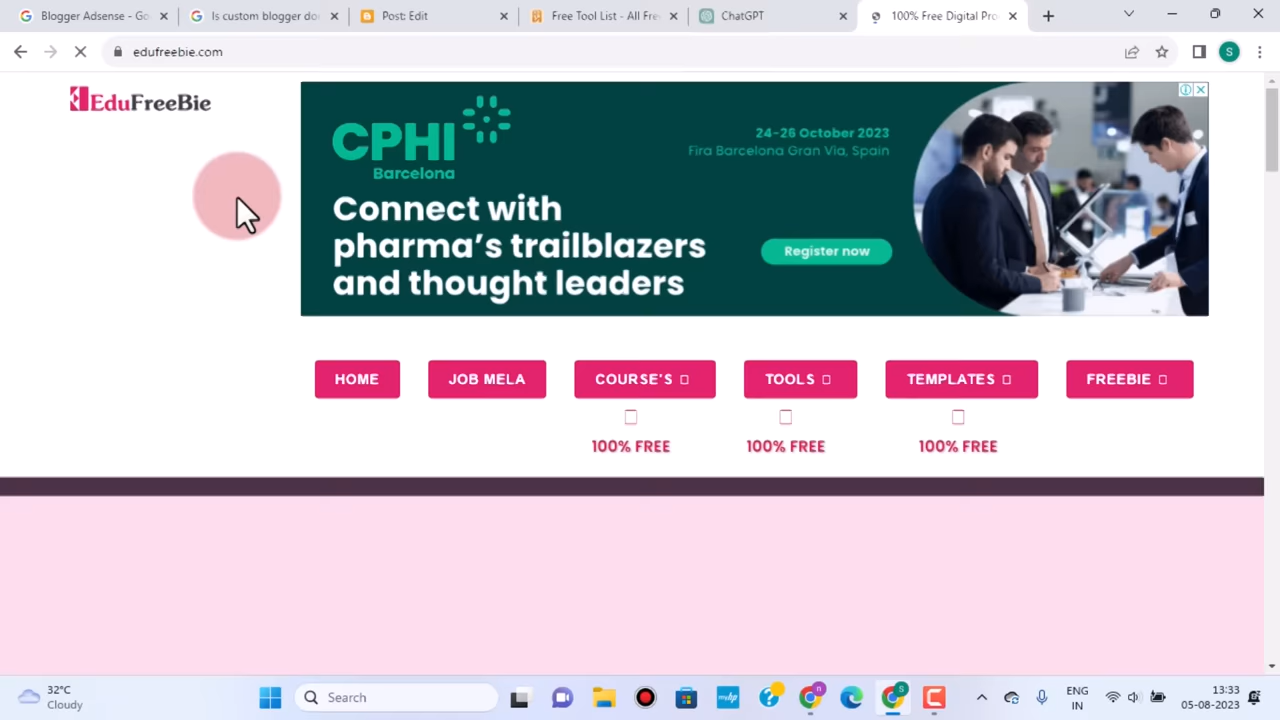 Blogger Adsense - Go
Is custom blogger do
Post: Edit
Free Tool List - All Fre
ChatGPT
100% Free Digital Pro
edufreebie.com
S
EduFreeBie
CPHI
Barcelona
24-26 October 2023
Fira Barcelona Gran Via, Spain
Connect with
pharma's trailblazers
and thought leaders
Register now
HOME
JOB MELA
COURSE'S
TOOLS
TEMPLATES
FREEBIE
100% FREE
100% FREE
100% FREE
32°C
Cloudy
Search
myhp
n
S
ENG
IN
13:33
05-08-2023